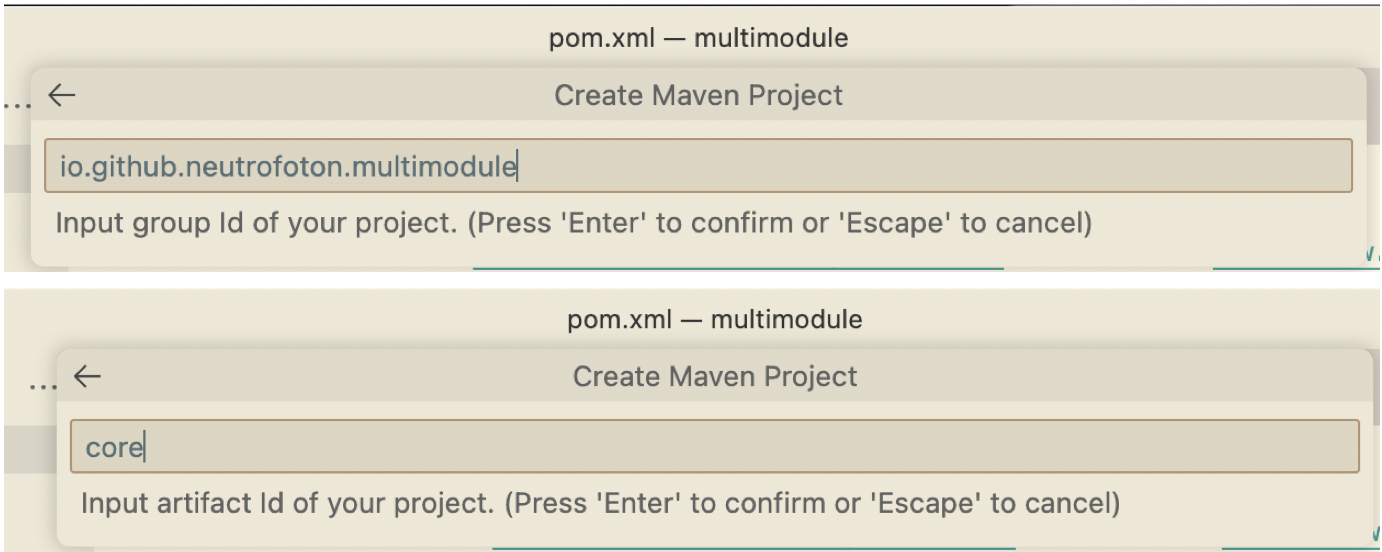 pom.xml — multimodule
...
← Create Maven Project
io.github.neutrofoton.multimodule
Input group Id of your project. (Press 'Enter' to confirm or 'Escape' to cancel)
pom.xml — multimodule
...
← Create Maven Project
core
Input artifact Id of your project. (Press 'Enter' to confirm or 'Escape' to cancel)